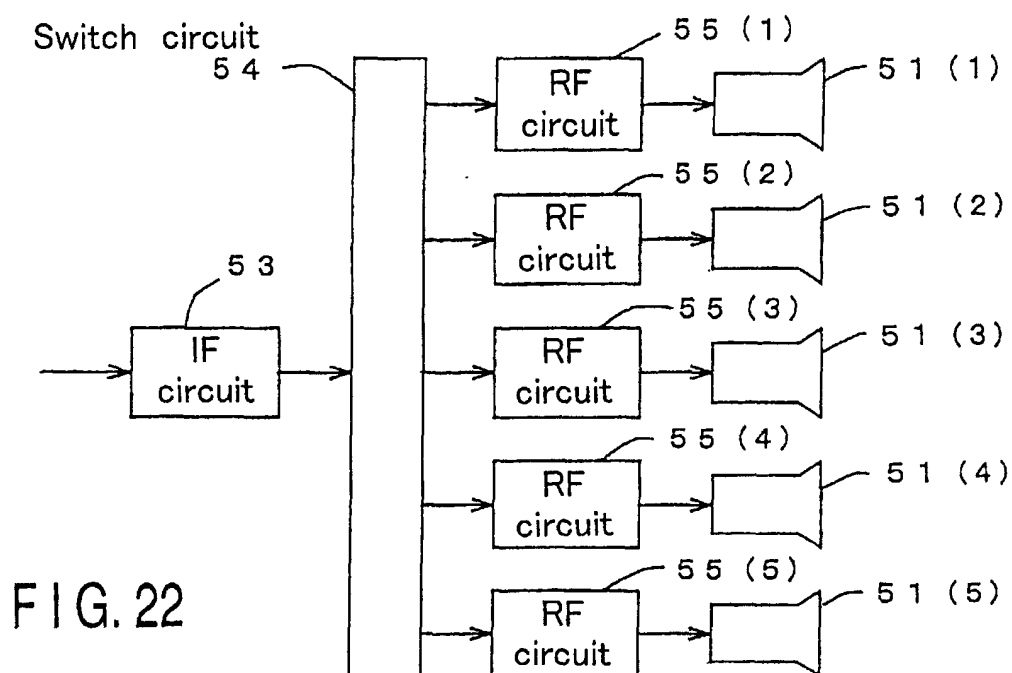 Switch circuit
54
55 (1)
RF
circuit
51 (1)
55 (2)
RF
circuit
51 (2)
53
IF
circuit
55 (3)
RF
circuit
51 (3)
55 (4)
RF
circuit
51 (4)
55 (5)
RF
circuit
51 (5)
FIG. 22